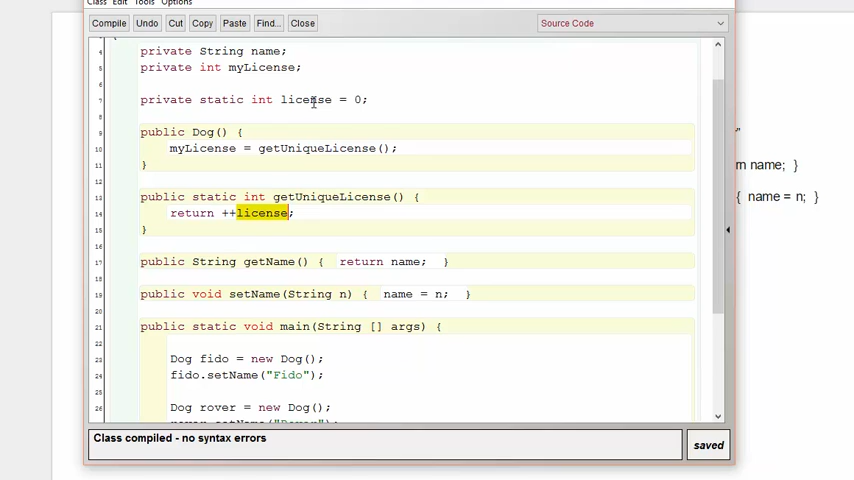 Class Edit Tools Options
Compile Undo Cut Copy Paste Find... Close Source Code
4 private String name;
5 private int myLicense;
6
7 private static int license = 0;
8
9 public Dog() {
10 myLicense = getUniqueLicense();
11 }
12
13 public static int getUniqueLicense() {
14 return ++license;
15 }
16
17 public String getName() { return name; }
18
19 public void setName(String n) { name = n; }
20
21 public static void main(String [] args) {
22
23 Dog fido = new Dog();
24 fido.setName("Fido");
25
26 Dog rover = new Dog();
Class compiled - no syntax errors
saved
"
rn name; }
{ name = n; }